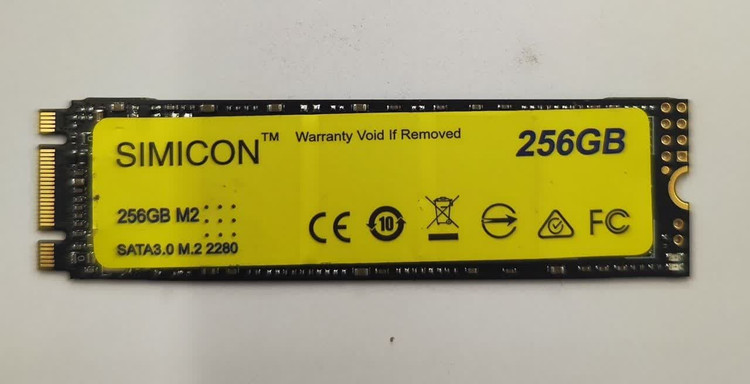 SIMICON™
Warranty Void If Removed
256GB
256GB M2
SATA3.0 M.2 2280
CE
10
FC